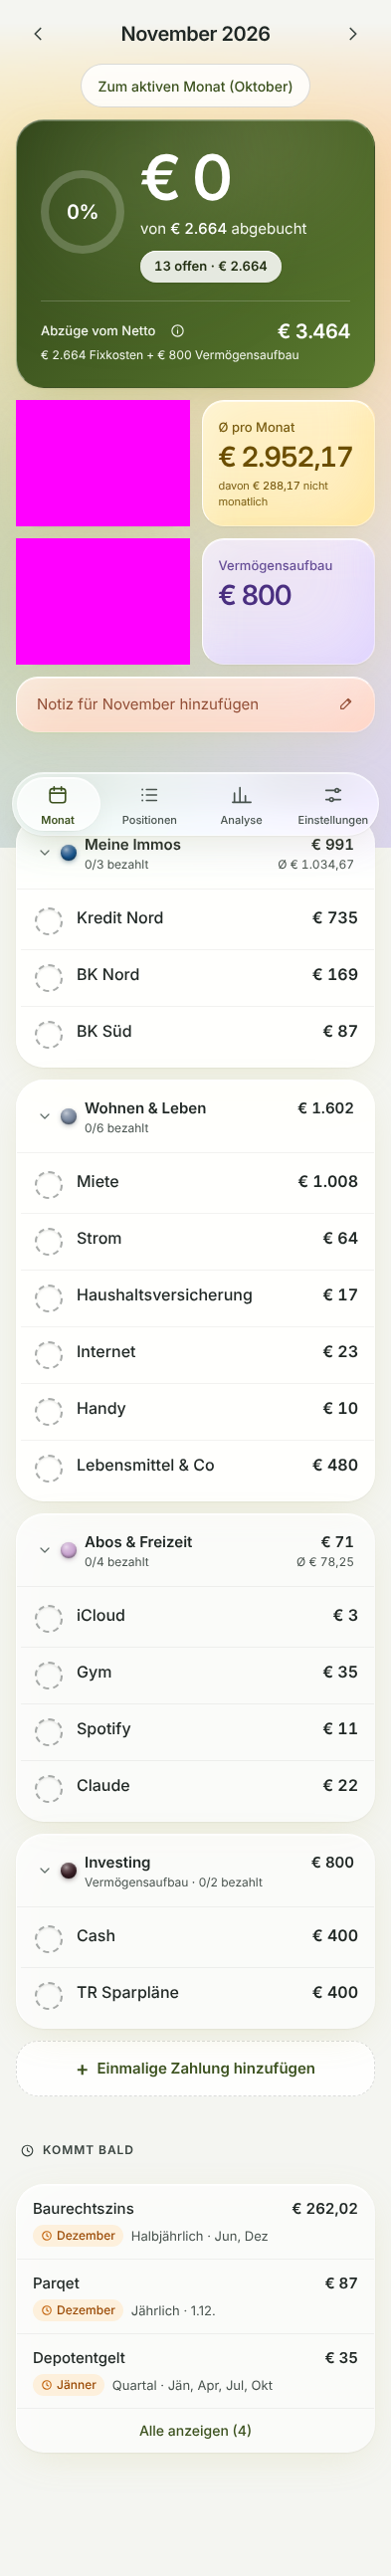 November 2026
Zum aktiven Monat (Oktober)
0%
€ 0
von € 2.664 abgebucht
13 offen · € 2.664
Abzüge vom Netto € 3.464
€ 2.664 Fixkosten + € 800 Vermögensaufbau
Ø pro Monat
€ 2.952,17
davon € 288,17 nicht
monatlich
Vermögensaufbau
€ 800
Notiz für November hinzufügen
Monat Positionen Analyse Einstellungen
Meine Immos € 991
0/3 bezahlt Ø € 1.034,67
Kredit Nord € 735
BK Nord € 169
BK Süd € 87
Wohnen & Leben € 1.602
0/6 bezahlt
Miete € 1.008
Strom € 64
Haushaltsversicherung € 17
Internet € 23
Handy € 10
Lebensmittel & Co € 480
Abos & Freizeit € 71
0/4 bezahlt Ø € 78,25
iCloud € 3
Gym € 35
Spotify € 11
Claude € 22
Investing € 800
Vermögensaufbau · 0/2 bezahlt
Cash € 400
TR Sparpläne € 400
+ Einmalige Zahlung hinzufügen
KOMMT BALD
Baurechtszins € 262,02
Dezember Halbjährlich · Jun, Dez
Parqet € 87
Dezember Jährlich · 1.12.
Depotentgelt € 35
Jänner Quartal · Jän, Apr, Jul, Okt
Alle anzeigen (4)